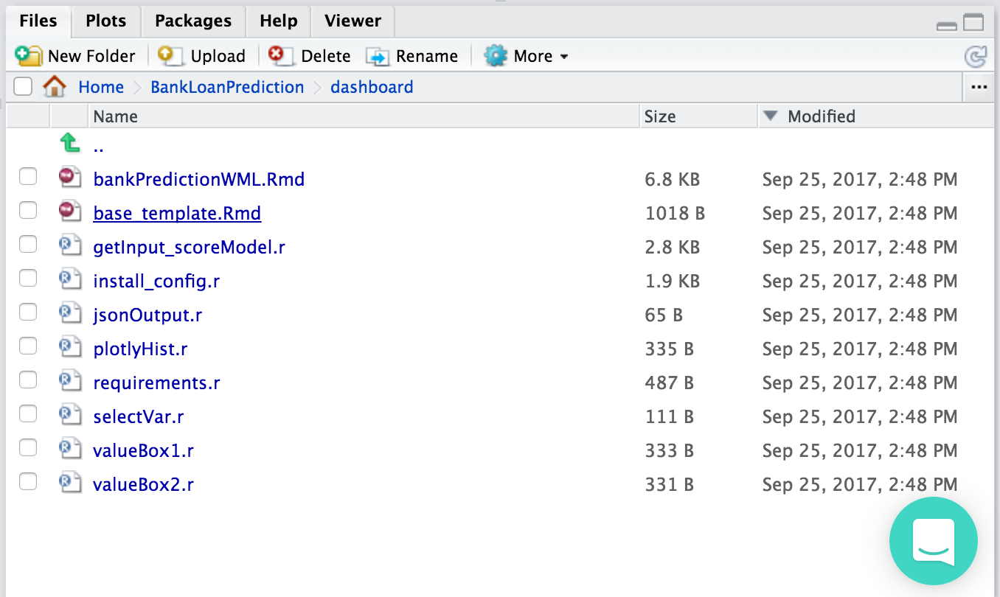 Files Plots Packages Help Viewer
New Folder Upload Delete Rename More
Home BankLoanPrediction dashboard ...
Name Size Modified
..
bankPredictionWML.Rmd 6.8 KB Sep 25, 2017, 2:48 PM
base_template.Rmd 1018 B Sep 25, 2017, 2:48 PM
getInput_scoreModel.r 2.8 KB Sep 25, 2017, 2:48 PM
install_config.r 1.9 KB Sep 25, 2017, 2:48 PM
jsonOutput.r 65 B Sep 25, 2017, 2:48 PM
plotlyHist.r 335 B Sep 25, 2017, 2:48 PM
requirements.r 487 B Sep 25, 2017, 2:48 PM
selectVar.r 111 B Sep 25, 2017, 2:48 PM
valueBox1.r 333 B Sep 25, 2017, 2:48 PM
valueBox2.r 331 B Sep 25, 2017, 2:48 PM